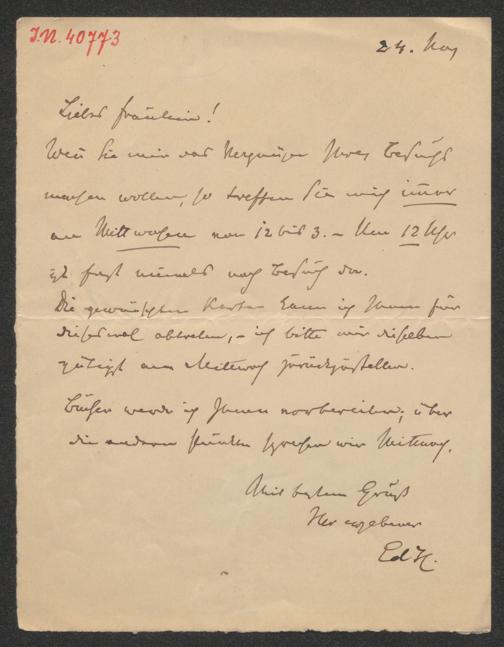 I.N. 40773
24. Nov
Liebes Fräulein!
Wenn Sie mir das Vergnügen Ihres Besuchs
machen wollen, so treffen Sie mich immer
an Mittwochen von 12 bis 3. – Um 12 Uhr
ist fast niemals noch Besuch da.
Die gewünschten Karten kann ich Ihnen für
diesesmal abtreten, – ich bitte mir dieselben
gütigst am Mittwoch zurückzustellen.
Bücher werde ich Ihnen vorbereiten; über
die anderen Punkte sprechen wir Mittwoch.
Mit bestem Gruß
Ihr ergebener
Ed H.